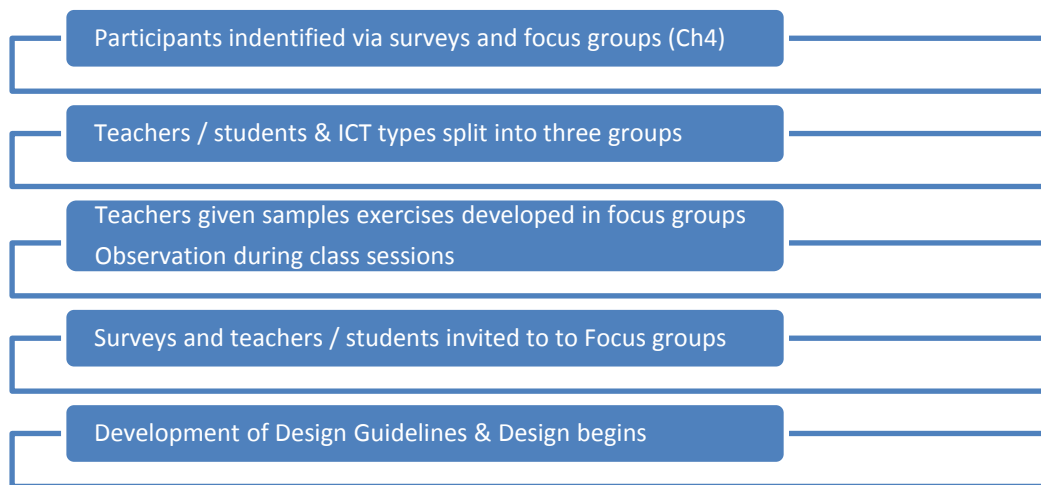 Participants indentified via surveys and focus groups (Ch4)
Teachers / students & ICT types split into three groups
Teachers given samples exercises developed in focus groups
Observation during class sessions
Surveys and teachers / students invited to to Focus groups
Development of Design Guidelines & Design begins